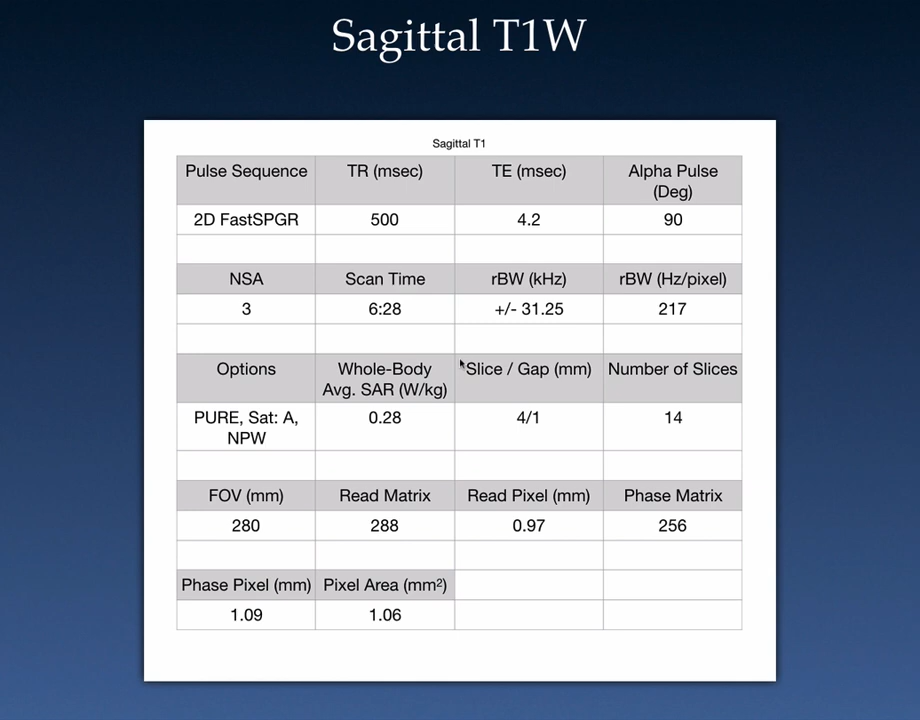 Sagittal T1W
Sagittal T1
Pulse Sequence TR (msec) TE (msec) Alpha Pulse
(Deg)
2D FastSPGR 500 4.2 90
NSA Scan Time rBW (kHz) rBW (Hz/pixel)
3 6:28 +/- 31.25 217
Options Whole-Body Slice / Gap (mm) Number of Slices
Avg. SAR (W/kg)
PURE, Sat: A, 0.28 4/1 14
NPW
FOV (mm) Read Matrix Read Pixel (mm) Phase Matrix
280 288 0.97 256
Phase Pixel (mm) Pixel Area (mm²)
1.09 1.06